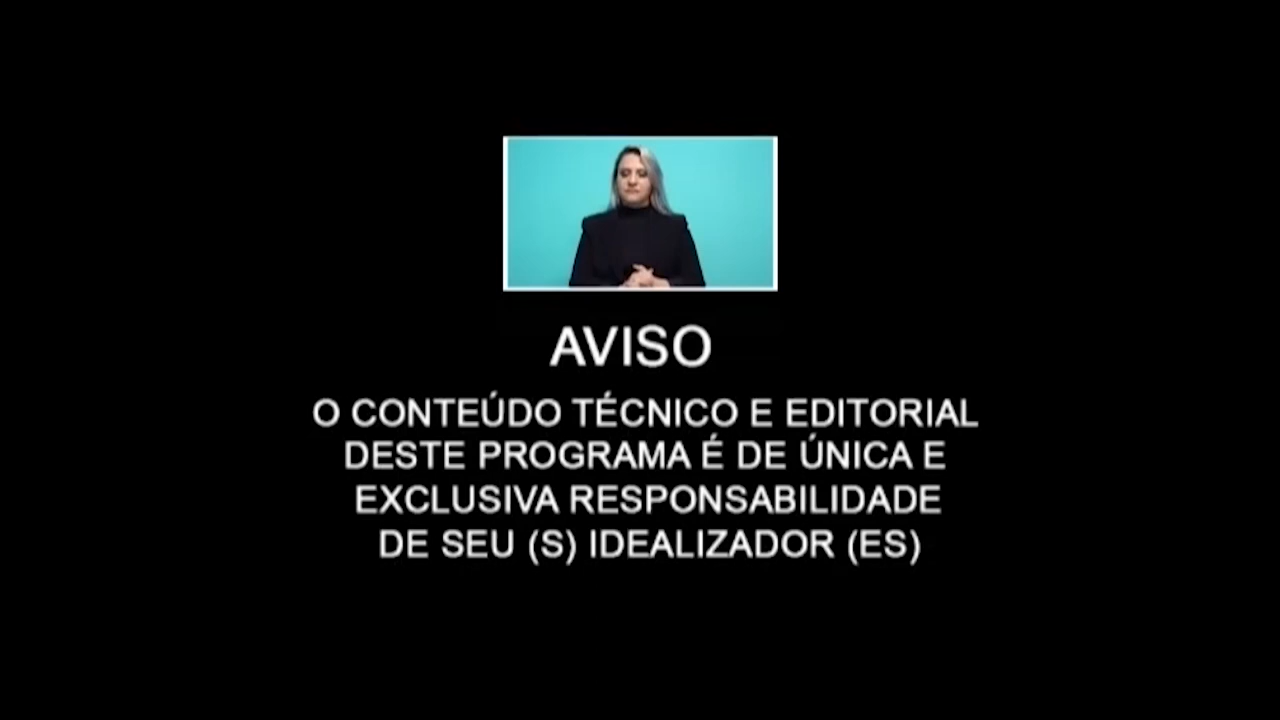 AVISO
O CONTEÚDO TÉCNICO E EDITORIAL
DESTE PROGRAMA É DE ÚNICA E
EXCLUSIVA RESPONSABILIDADE
DE SEU (S) IDEALIZADOR (ES)